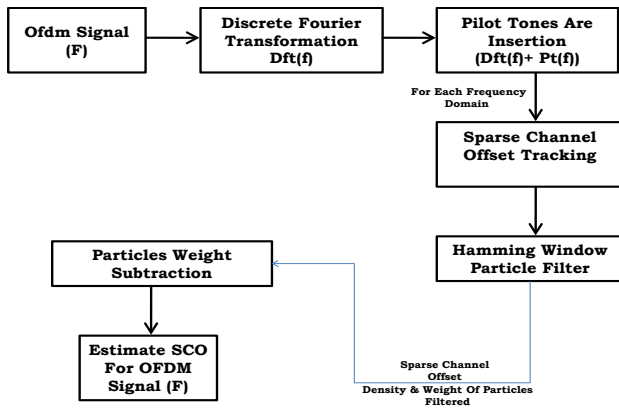 Ofdm Signal
(F)
Discrete Fourier
Transformation
Dft(f)
Pilot Tones Are
Insertion
(Dft(f)+ Pt(f))
For Each Frequency
Domain
Sparse Channel
Offset Tracking
Hamming Window
Particle Filter
Particles Weight
Subtraction
Sparse Channel
Offset
Density & Weight Of Particles
Filtered
Estimate SCO
For OFDM
Signal (F)